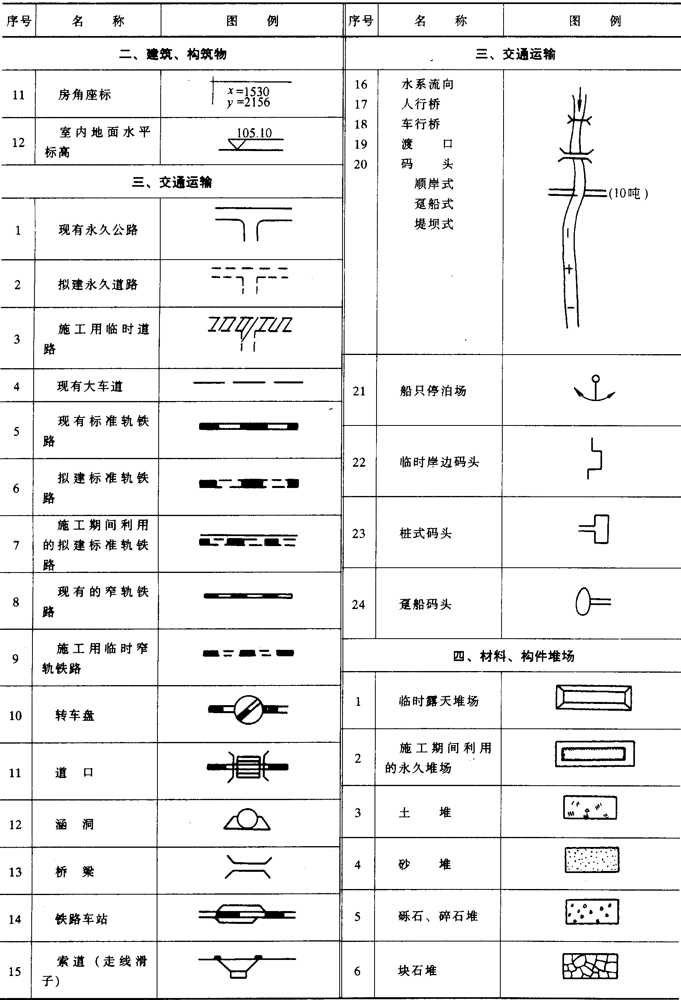 序号 名称 图例
二、建筑、构筑物
11 房角座标 x=1530
y=2156
12 室内地面水平
标高 105.10
三、交通运输
1 现有永久公路
2 拟建永久道路
3 施工用临时道
路
4 现有大车道
5 现有标准轨铁
路
6 拟建标准轨铁
路
7 施工期间利用
的拟建标准轨铁
路
8 现有的窄轨铁
路
9 施工用临时窄
轨铁路
10 转车盘
11 道口
12 涵洞
13 桥梁
14 铁路车站
15 索道（走线滑
子）
序号 名称 图例
三、交通运输
16 水系流向
17 人行桥
18 车行桥
19 渡口
20 码头
顺岸式
趸船式
堤坝式
(10吨)
21 船只停泊场
22 临时岸边码头
23 桩式码头
24 趸船码头
四、材料、构件堆场
1 临时露天堆场
2 施工期间利用
的永久堆场
3 土堆
4 砂堆
5 砾石、碎石堆
6 块石堆